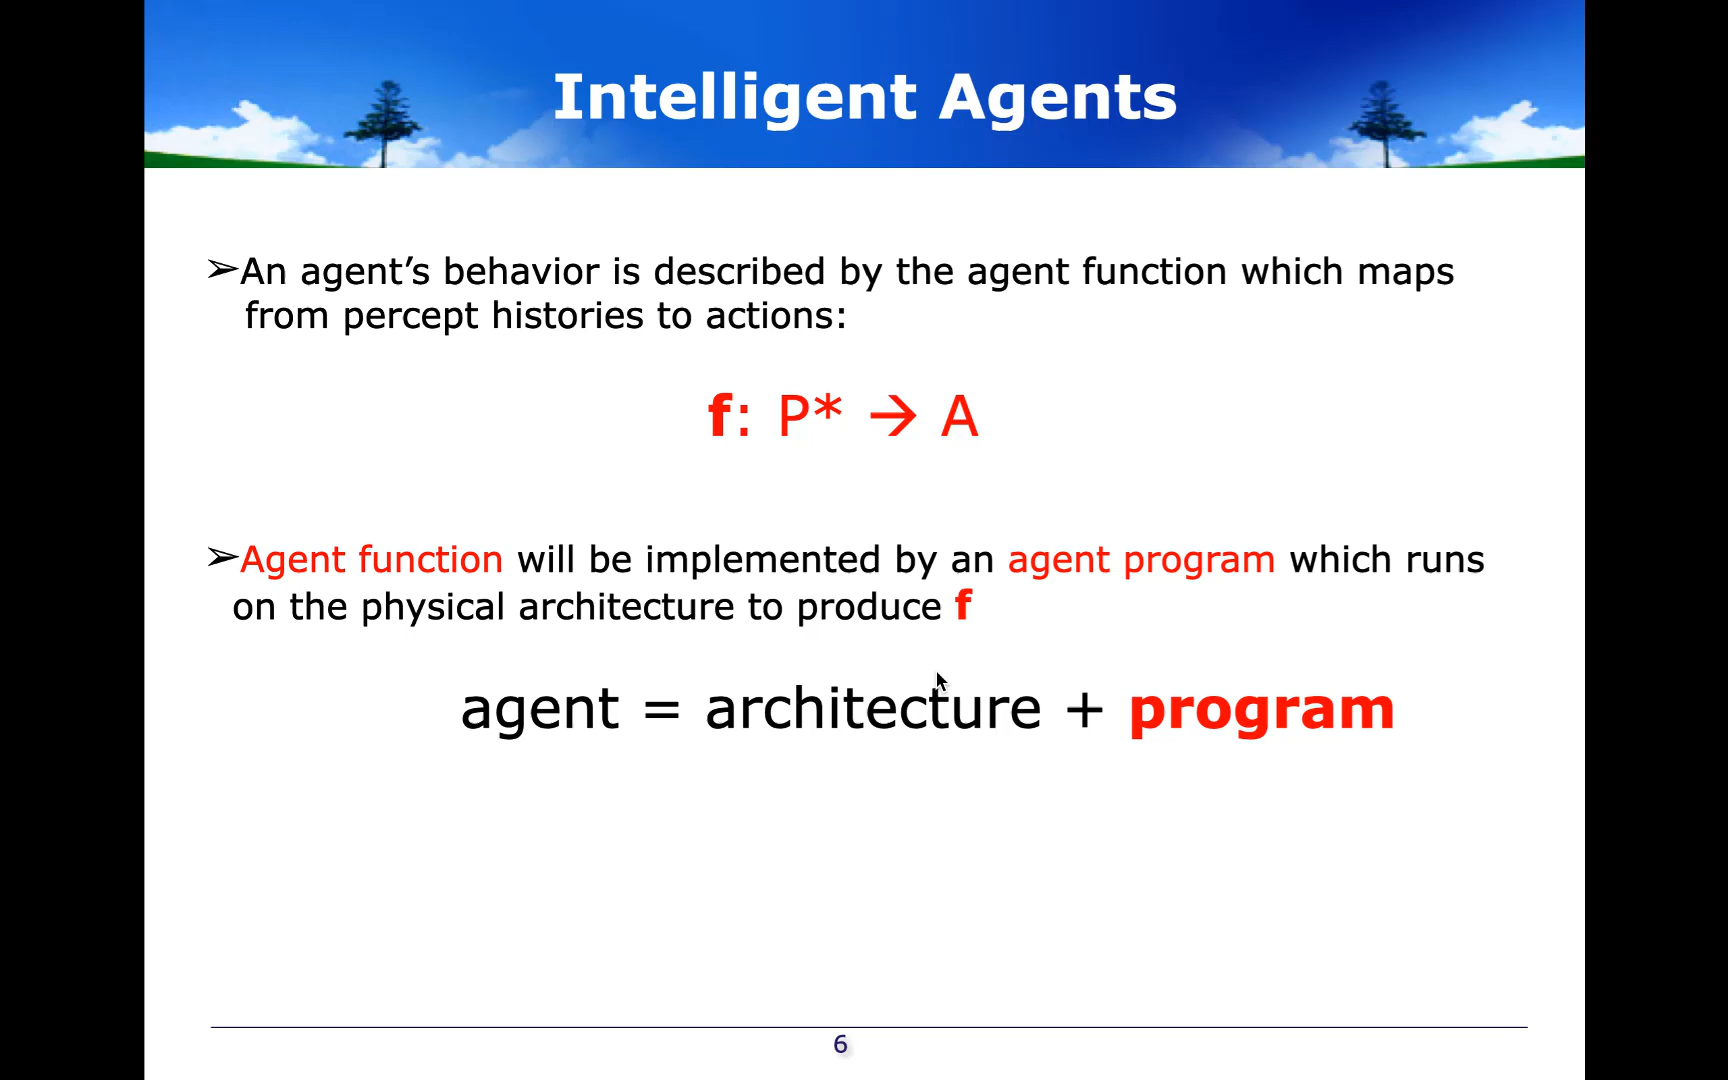 Intelligent Agents
➢An agent’s behavior is described by the agent function which maps
from percept histories to actions:
f: P* → A
➢Agent function will be implemented by an agent program which runs
on the physical architecture to produce f
agent = architecture + program
6